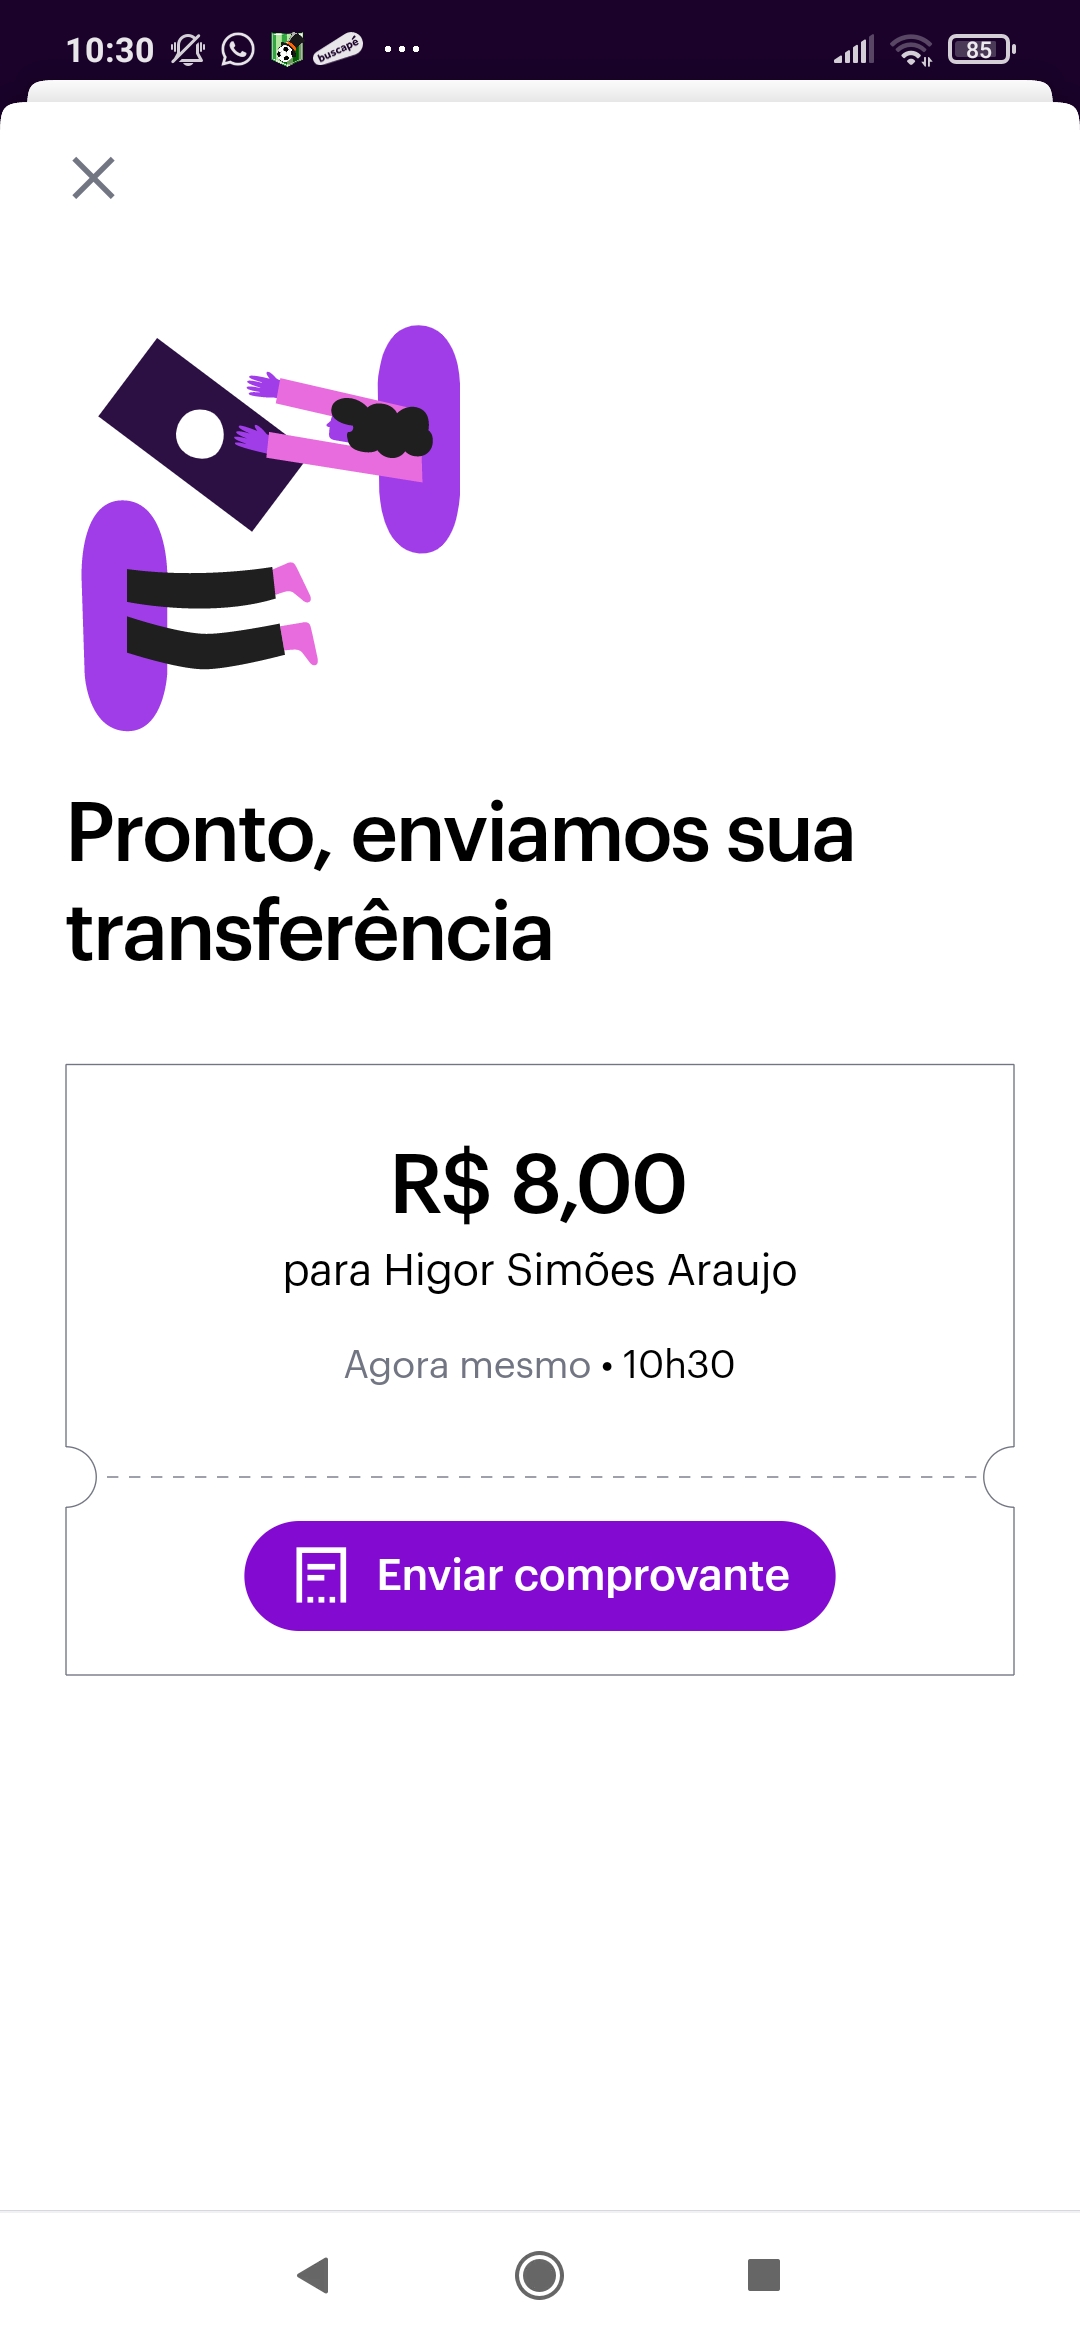 10:30 buscapé 85
Pronto, enviamos sua
transferência
R$ 8,00
para Higor Simões Araujo
Agora mesmo • 10h30
Enviar comprovante